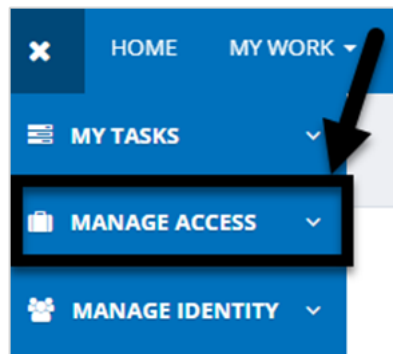 HOME MY WORK
MY TASKS
MANAGE ACCESS
MANAGE IDENTITY